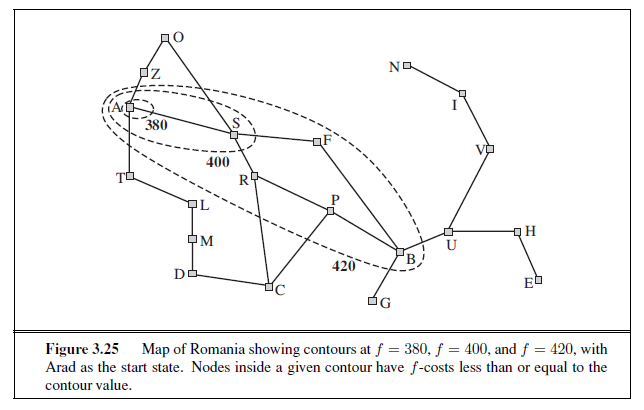 O
Z
N
A
I
380
S
F
400
V
T
R
P
L
M
H
U
B
420
D
E
C
G
Figure 3.25 Map of Romania showing contours at f = 380, f = 400, and f = 420, with
Arad as the start state. Nodes inside a given contour have f-costs less than or equal to the
contour value.